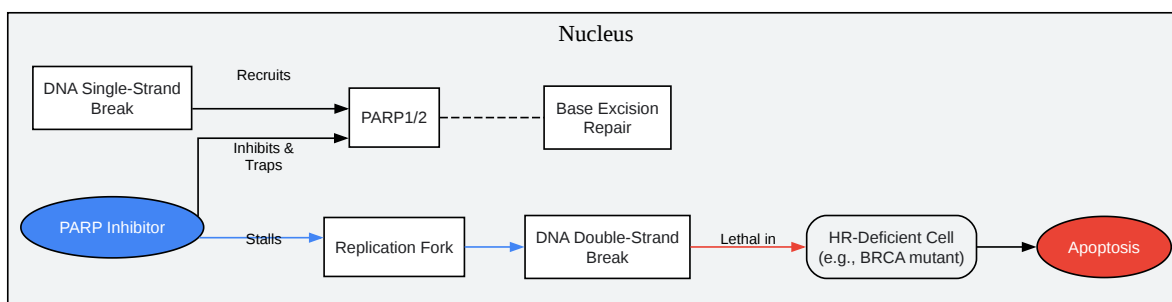 Nucleus
DNA Single-Strand
Break
Recruits
PARP1/2
Base Excision
Repair
Inhibits &
Traps
PARP Inhibitor
Stalls
Replication Fork
DNA Double-Strand
Break
Lethal in
HR-Deficient Cell
(e.g., BRCA mutant)
Apoptosis